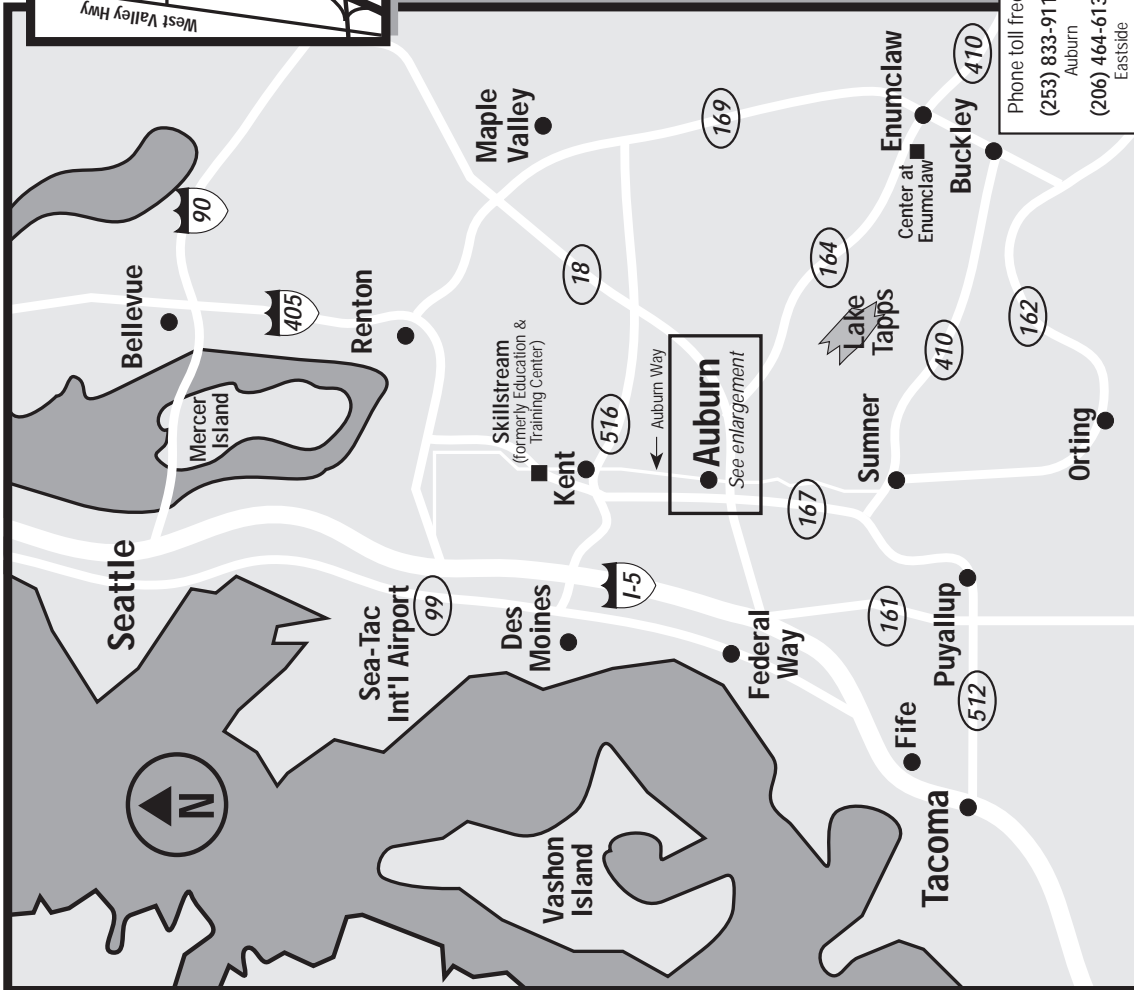 West Valley Hwy
Seattle
90
Bellevue
405
Mercer
Island
Renton
N
Sea-Tac
Int'l Airport
99
Skillstream
(formerly Education &
Training Center)
Maple
Valley
Des
Moines
Kent
516
18
169
I-5
Auburn Way
Vashon
Island
Auburn
See enlargement
Federal
Way
167
164
Lake
Tapps
161
Sumner
410
Enumclaw
Center at
Enumclaw
410
Buckley
Fife
Puyallup
Tacoma
512
162
Orting
Phone toll free
(253) 833-911
Auburn
(206) 464-613
Eastside